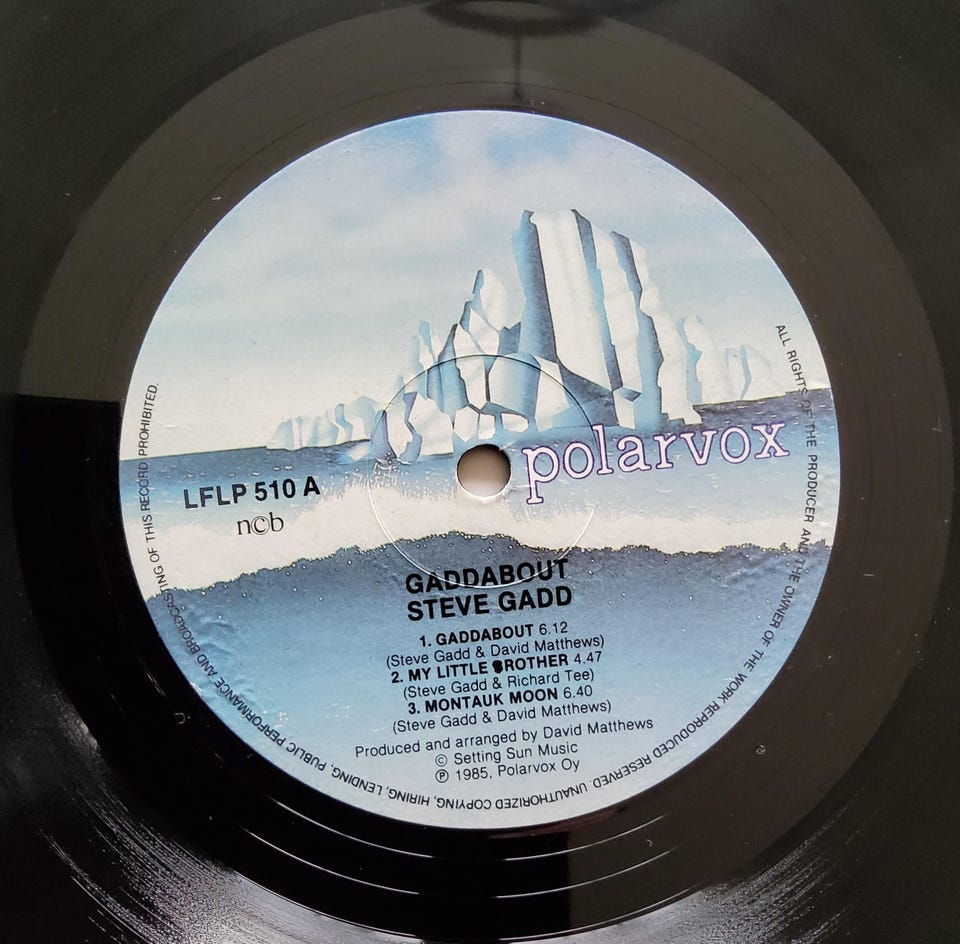 polarvox
LFLP 510 A
ncb
GADDABOUT
STEVE GADD
1. GADDABOUT 6.12
(Steve Gadd & David Matthews)
2. MY LITTLE BROTHER 4.47
(Steve Gadd & Richard Tee)
3. MONTAUK MOON 6.40
(Steve Gadd & David Matthews)
Produced and arranged by David Matthews
© Setting Sun Music
℗ 1985, Polarvox Oy
ALL RIGHTS OF THE PRODUCER AND THE OWNER OF THE WORK REPRODUCED RESERVED. UNAUTHORIZED COPYING, HIRING, LENDING, PUBLIC PERFORMANCE AND BROADCASTING OF THIS RECORD PROHIBITED.